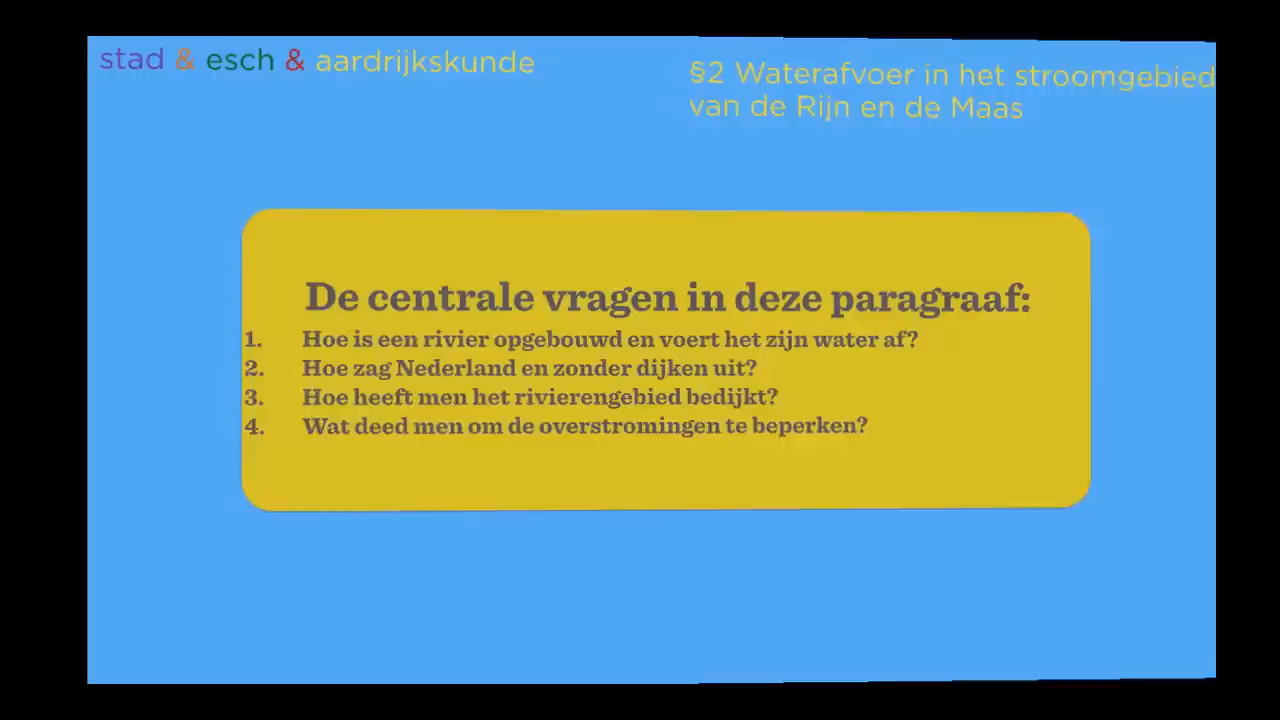 stad & esch & aardrijkskunde
§2 Waterafvoer in het stroomgebied
van de Rijn en de Maas
De centrale vragen in deze paragraaf:
1. Hoe is een rivier opgebouwd en voert het zijn water af?
2. Hoe zag Nederland en zonder dijken uit?
3. Hoe heeft men het rivierengebied bedijkt?
4. Wat deed men om de overstromingen te beperken?